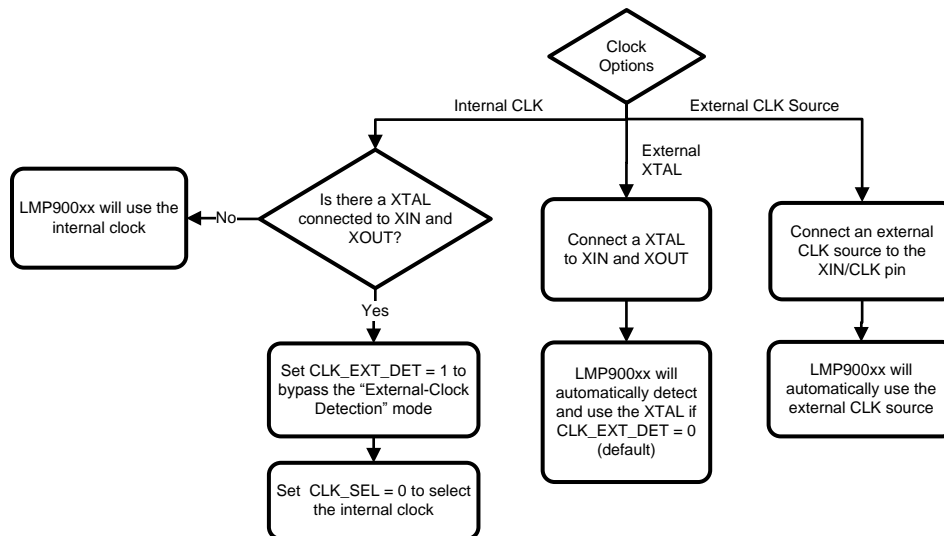 Clock
Options
Internal CLK
External CLK Source
External
XTAL
Is there a XTAL
connected to XIN and
XOUT?
No
LMP900xx will use the
internal clock
Yes
Set CLK_EXT_DET = 1 to
bypass the “External-Clock
Detection” mode
Set CLK_SEL = 0 to select
the internal clock
Connect a XTAL
to XIN and XOUT
LMP900xx will
automatically detect
and use the XTAL if
CLK_EXT_DET = 0
(default)
Connect an external
CLK source to the
XIN/CLK pin
LMP900xx will
automatically use the
external CLK source